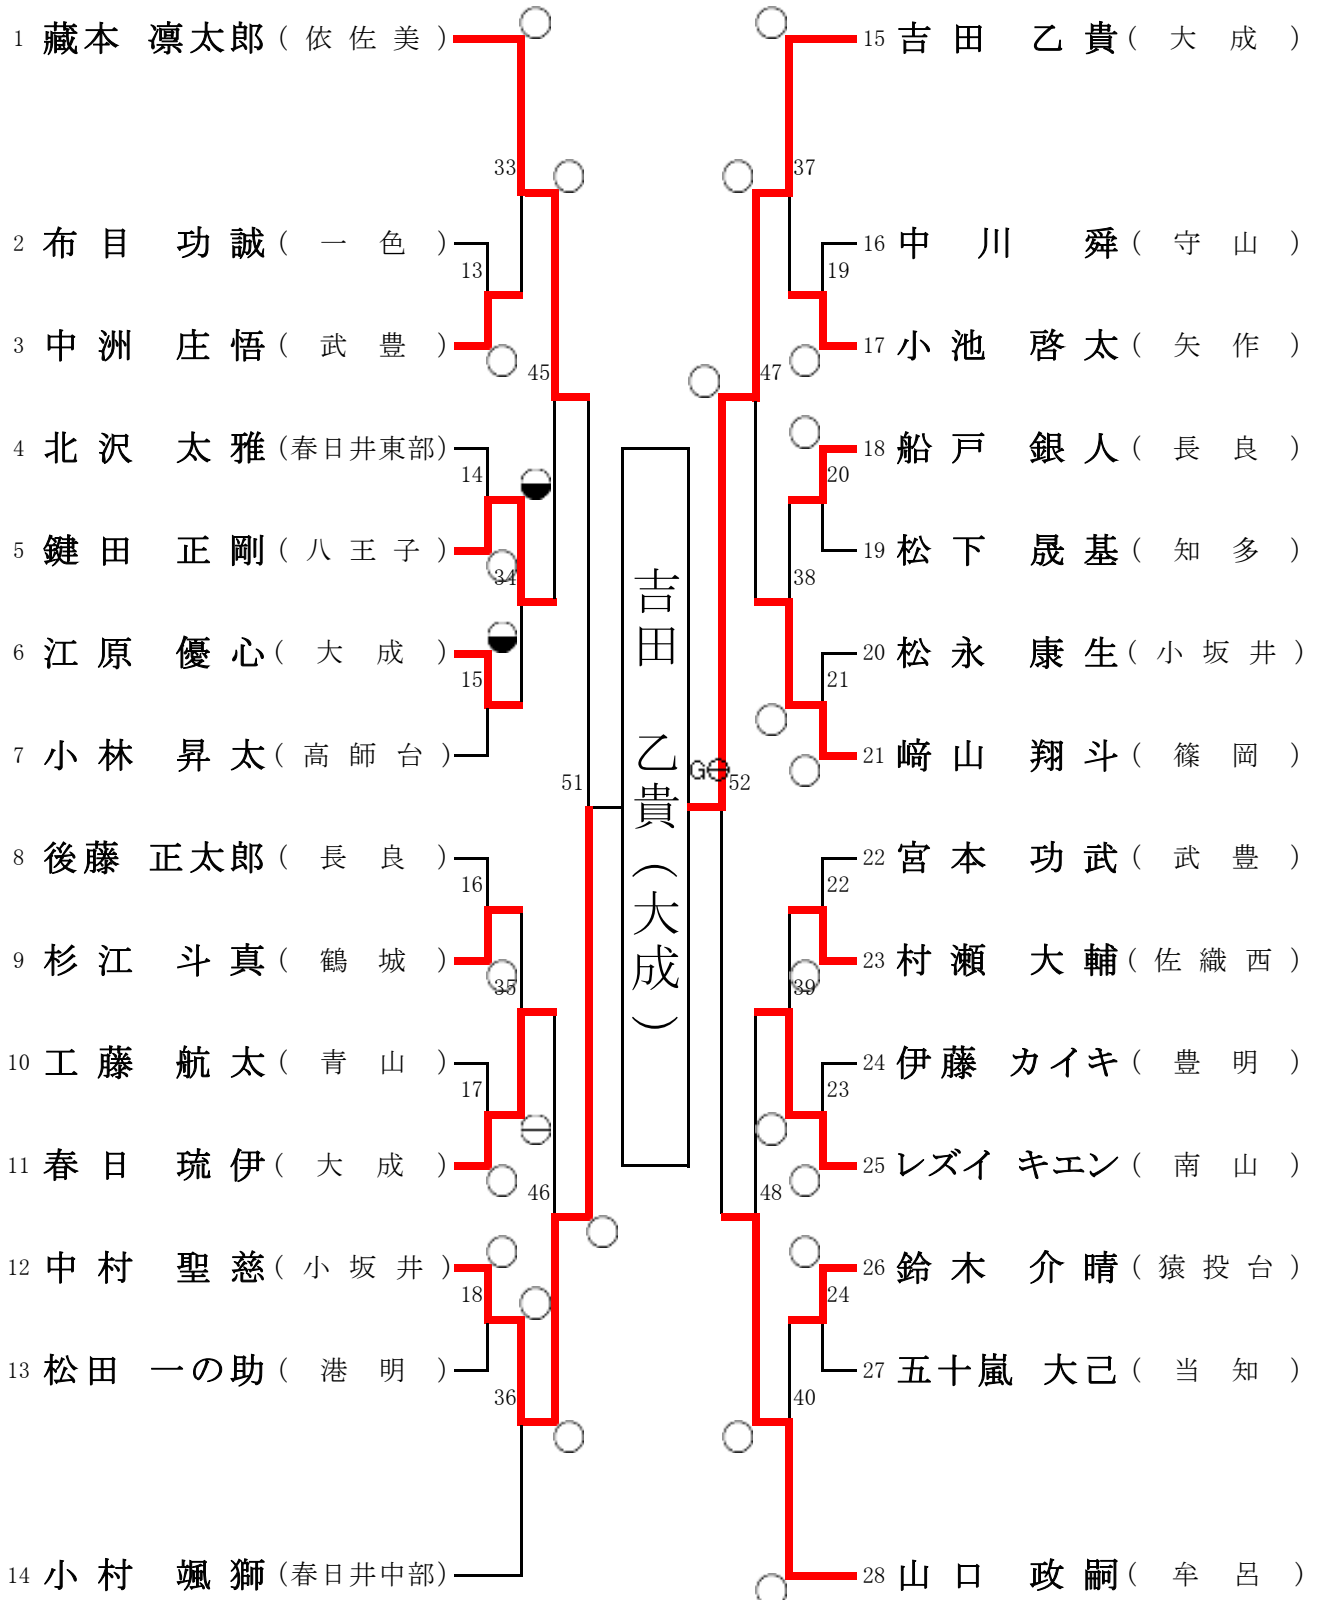 1 藏本 凛太郎 ( 依佐美 )
33
2 布目 功誠 ( 一色 )
13
3 中洲 庄悟 ( 武豊 )
45
4 北沢 太雅 (春日井東部)
14
5 鍵田 正剛 ( 八王子 )
34
6 江原 優心 ( 大成 )
15
7 小林 昇太 ( 高師台 )
51
8 後藤 正太郎 ( 長良 )
16
9 杉江 斗真 ( 鶴城 )
35
10 工藤 航太 ( 青山 )
17
11 春日 琉伊 ( 大成 )
46
12 中村 聖慈 ( 小坂井 )
18
13 松田 一の助 ( 港明 )
36
14 小村 颯獅 (春日井中部)
吉田 乙貴(大成)
15 吉田 乙貴 ( 大成 )
37
16 中川 舜 ( 守山 )
19
17 小池 啓太 ( 矢作 )
47
18 船戸 銀人 ( 長良 )
20
19 松下 晟基 ( 知多 )
38
20 松永 康生 ( 小坂井 )
21
21 﨑山 翔斗 ( 篠岡 )
G
52
22 宮本 功武 ( 武豊 )
22
23 村瀬 大輔 ( 佐織西 )
39
24 伊藤 カイキ ( 豊明 )
23
25 レズイ キエン ( 南山 )
48
26 鈴木 介晴 ( 猿投台 )
24
27 五十嵐 大己 ( 当知 )
40
28 山口 政嗣 ( 牟呂 )